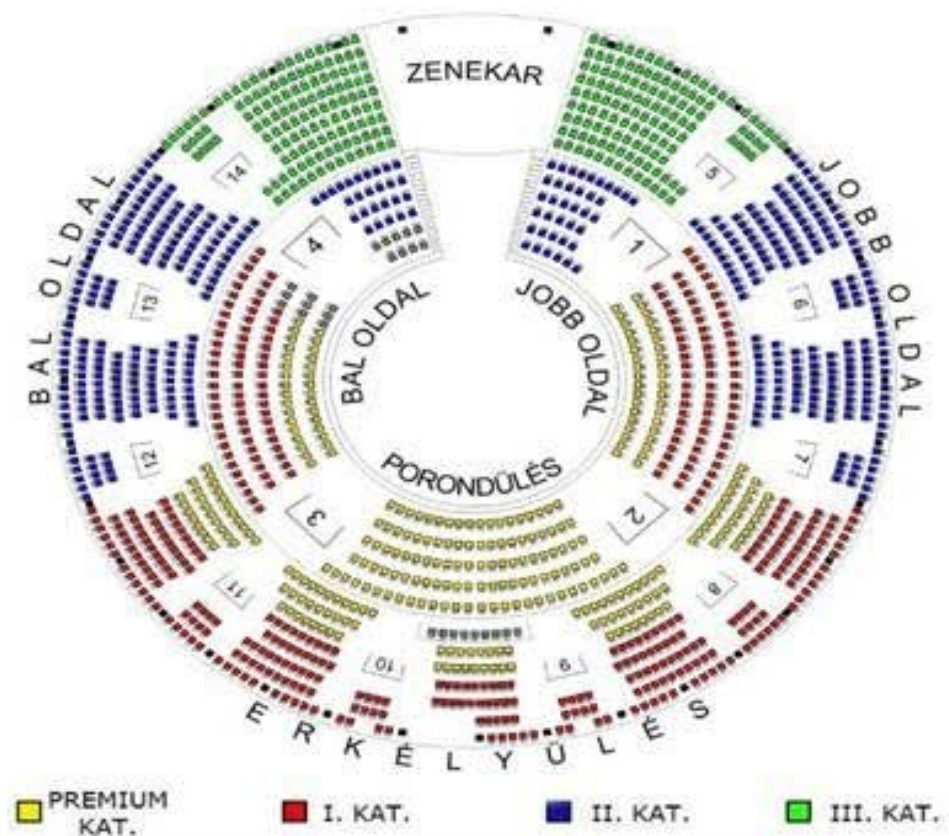 ZENEKAR
BAL OLDAL
JOBB OLDAL
14
5
4
1
13
6
BAL OLDAL
JOBB OLDAL
12
7
PORONDÜLÉS
3
2
11
8
10
9
ERKÉLYÜLÉS
PREMIUM
KAT.
I. KAT.
II. KAT.
III. KAT.